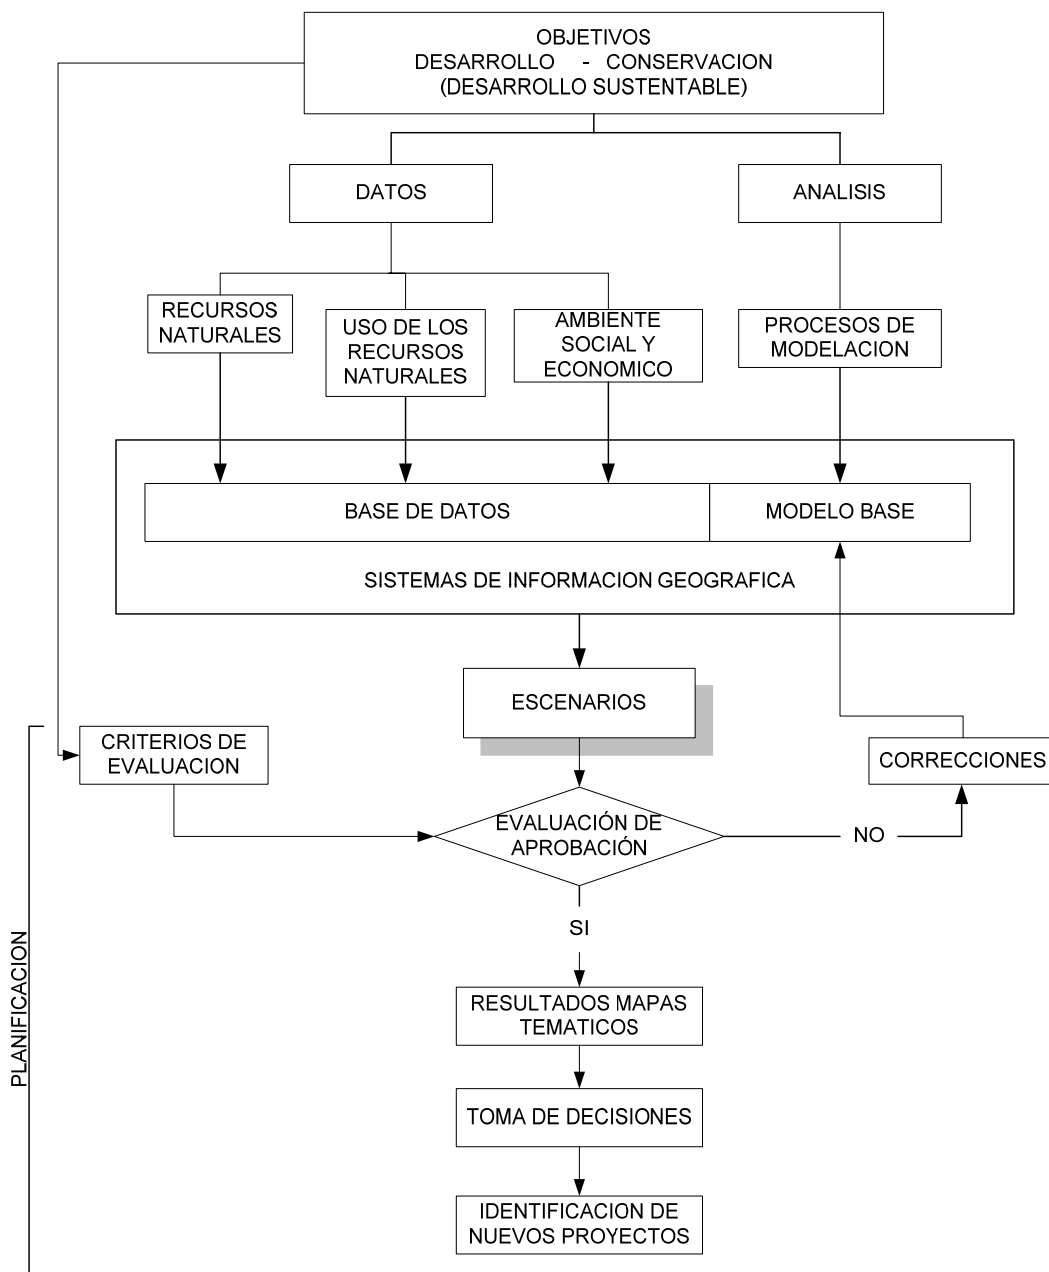 OBJETIVOS
DESARROLLO - CONSERVACION
(DESARROLLO SUSTENTABLE)
DATOS
ANALISIS
RECURSOS
NATURALES
USO DE LOS
RECURSOS
NATURALES
AMBIENTE
SOCIAL Y
ECONOMICO
PROCESOS DE
MODELACION
BASE DE DATOS
MODELO BASE
SISTEMAS DE INFORMACION GEOGRAFICA
ESCENARIOS
CRITERIOS DE
EVALUACION
CORRECCIONES
EVALUACIÓN DE
APROBACIÓN
NO
SI
PLANIFICACION
RESULTADOS MAPAS
TEMATICOS
TOMA DE DECISIONES
IDENTIFICACION DE
NUEVOS PROYECTOS